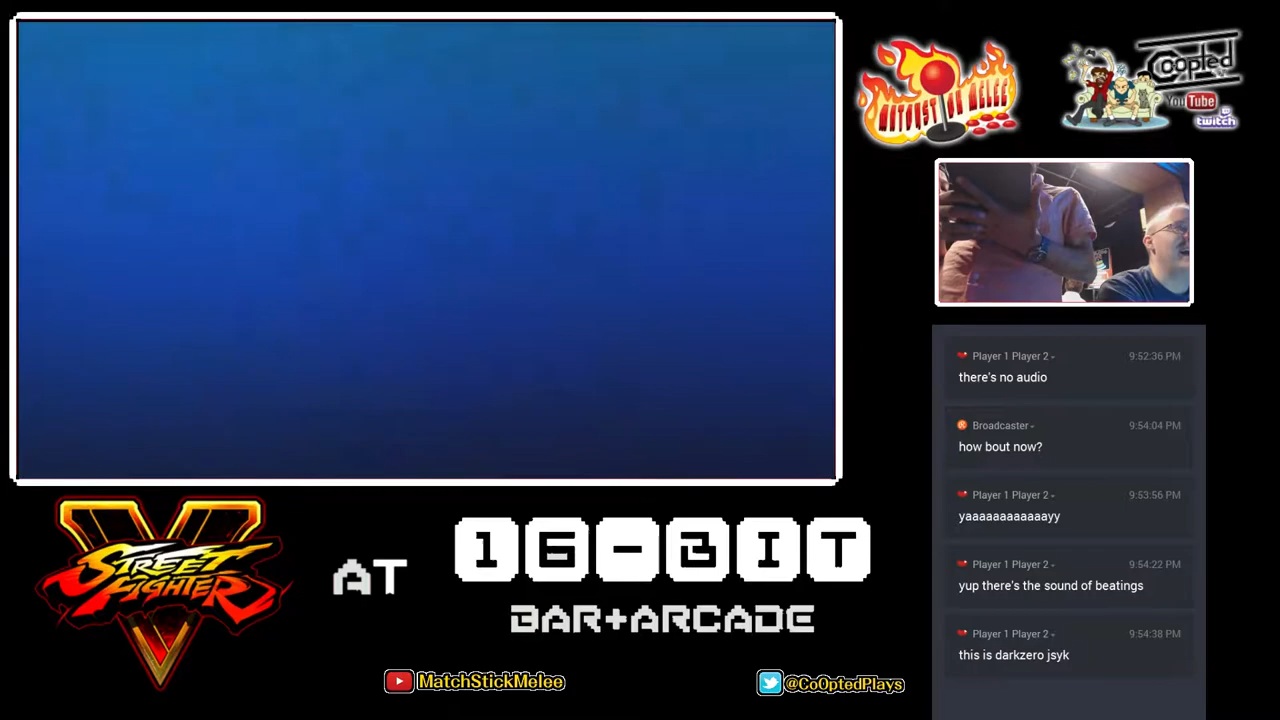 MATCHSTICK MELEE
Coopted
YouTube
twitch
Player 1 Player 2
9:52:36 PM
there's no audio
Broadcaster
9:54:04 PM
how bout now?
Player 1 Player 2
9:53:56 PM
yaaaaaaaaaaaayy
Player 1 Player 2
9:54:22 PM
yup there's the sound of beatings
Player 1 Player 2
9:54:38 PM
this is darkzero jsyk
V
STREET
FIGHTER
AT
16-BIT
BAR+ARCADE
MatchStickMelee
@CoOptedPlays